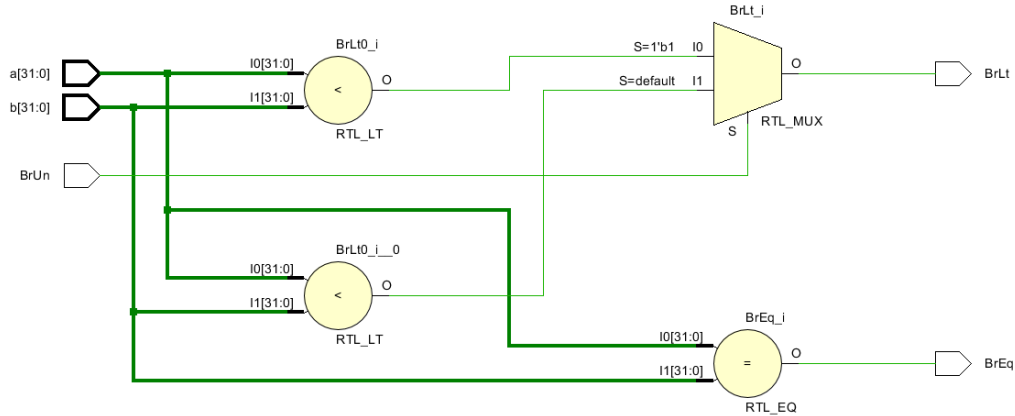 BrLt_i
BrLt0_i
S=1'b1 I0
I0[31:0]
O
a[31:0]
BrLt
<
O
S=default I1
I1[31:0]
b[31:0]
RTL_MUX
RTL_LT
S
BrUn
BrLt0_i__0
I0[31:0]
O
<
I1[31:0]
BrEq_i
RTL_LT
I0[31:0]
O
=
BrEq
I1[31:0]
RTL_EQ